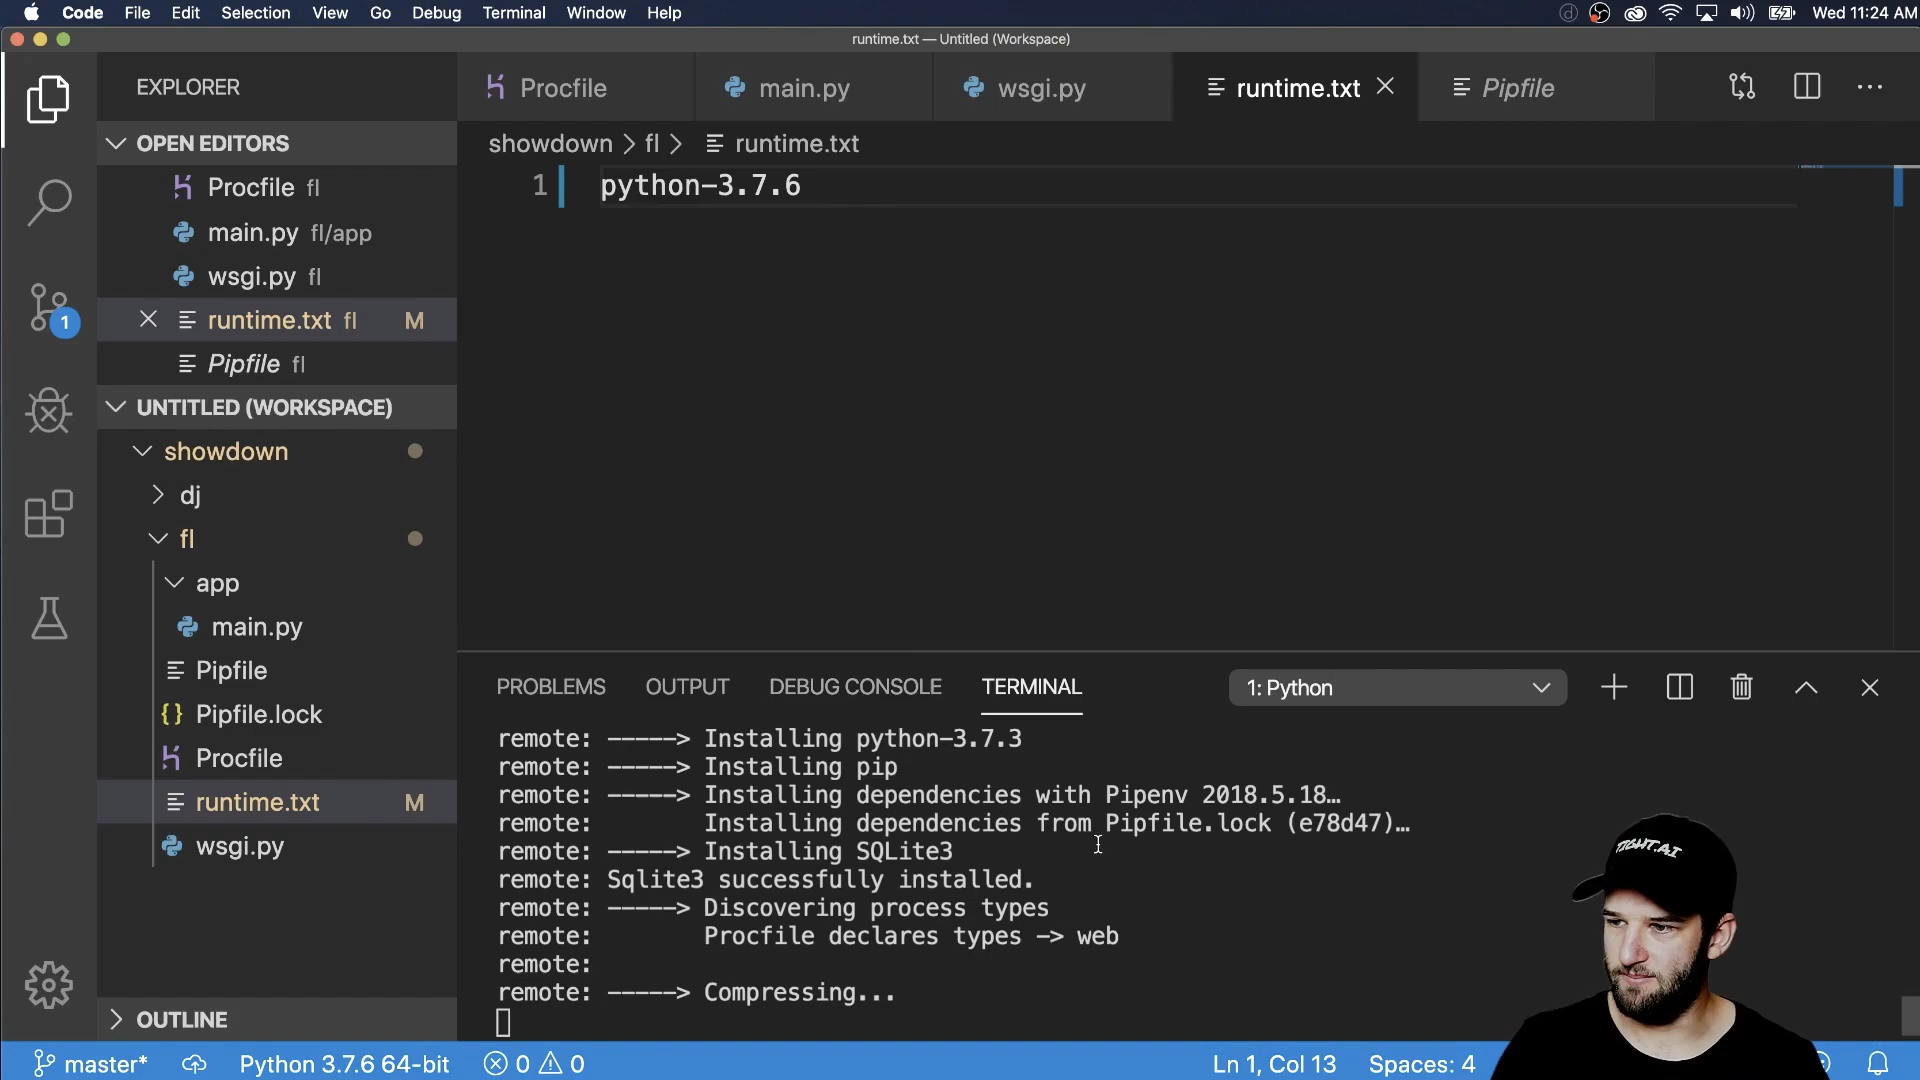 Code File Edit Selection View Go Debug Terminal Window Help
Wed 11:24 AM
runtime.txt — Untitled (Workspace)
EXPLORER
Procfile
main.py
wsgi.py
runtime.txt
Pipfile
OPEN EDITORS
Procfile fl
main.py fl/app
wsgi.py fl
runtime.txt fl M
Pipfile fl
UNTITLED (WORKSPACE)
showdown
dj
fl
app
main.py
Pipfile
{} Pipfile.lock
Procfile
runtime.txt M
wsgi.py
OUTLINE
1
showdown > fl > runtime.txt
1 python-3.7.6
PROBLEMS OUTPUT DEBUG CONSOLE TERMINAL
1: Python
remote: -----> Installing python-3.7.3
remote: -----> Installing pip
remote: -----> Installing dependencies with Pipenv 2018.5.18…
remote: Installing dependencies from Pipfile.lock (e78d47)…
remote: -----> Installing SQLite3
remote: Sqlite3 successfully installed.
remote: -----> Discovering process types
remote: Procfile declares types -> web
remote:
remote: -----> Compressing...
TIGHT.AI
master* Python 3.7.6 64-bit 0 0
Ln 1, Col 13 Spaces: 4